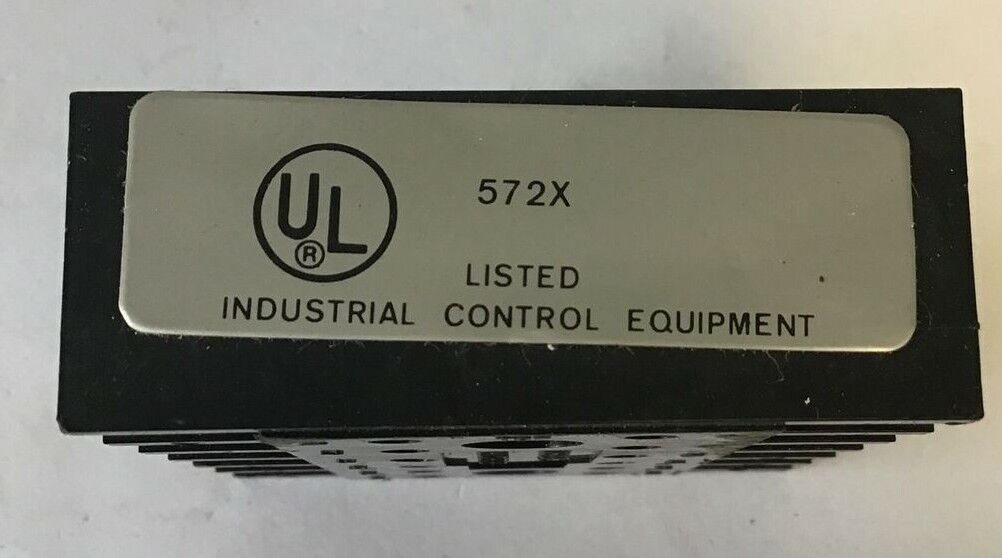 UL
®
572X
LISTED
INDUSTRIAL CONTROL EQUIPMENT